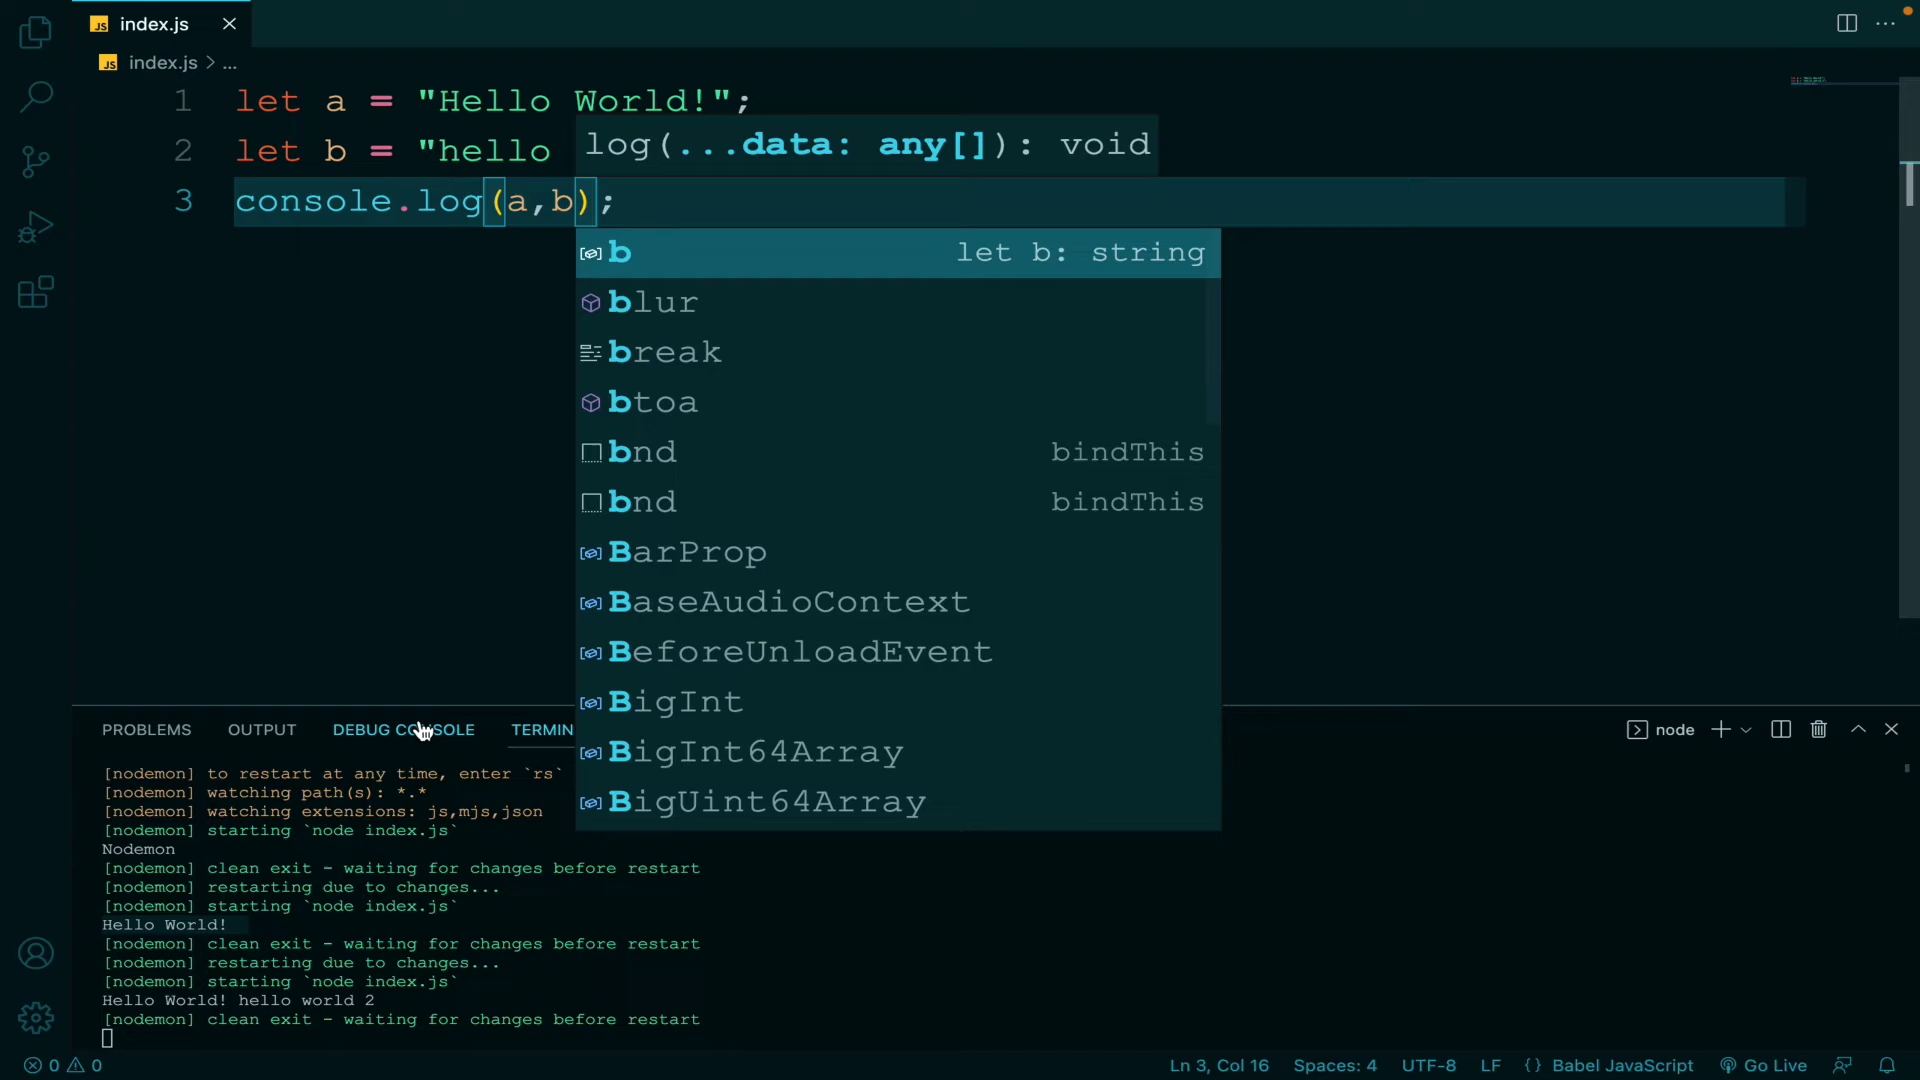 JS index.js
JS index.js > ...
1 let a = "Hello World!";
2 let b = "hello
log(...data: any[]): void
3 console.log(a,b);
b let b: string
blur
break
btoa
bnd bindThis
bnd bindThis
BarProp
BaseAudioContext
BeforeUnloadEvent
BigInt
BigInt64Array
BigUint64Array
PROBLEMS OUTPUT DEBUG CONSOLE TERMIN node
[nodemon] to restart at any time, enter `rs`
[nodemon] watching path(s): *.*
[nodemon] watching extensions: js,mjs,json
[nodemon] starting `node index.js`
Nodemon
[nodemon] clean exit - waiting for changes before restart
[nodemon] restarting due to changes...
[nodemon] starting `node index.js`
Hello World!
[nodemon] clean exit - waiting for changes before restart
[nodemon] restarting due to changes...
[nodemon] starting `node index.js`
Hello World! hello world 2
[nodemon] clean exit - waiting for changes before restart
0 0 Ln 3, Col 16 Spaces: 4 UTF-8 LF {} Babel JavaScript Go Live